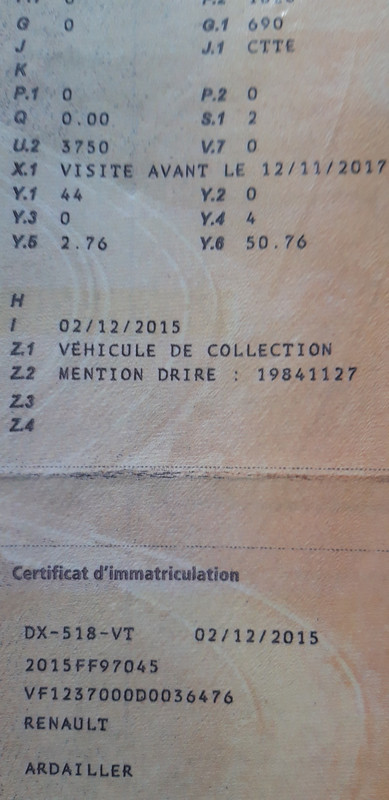 G 0 G.1 690
J J.1 CTTE
K
P.1 0 P.2 0
Q 0.00 S.1 2
U.2 3750 V.7 0
X.1 VISITE AVANT LE 12/11/2017
Y.1 44 Y.2 0
Y.3 0 Y.4 4
Y.5 2.76 Y.6 50.76
H
I 02/12/2015
Z.1 VEHICULE DE COLLECTION
Z.2 MENTION DRIRE : 19841127
Z.3
Z.4
Certificat d'immatriculation
DX-518-VT 02/12/2015
2015FF97045
VF1237000D0036476
RENAULT
ARDAILLER